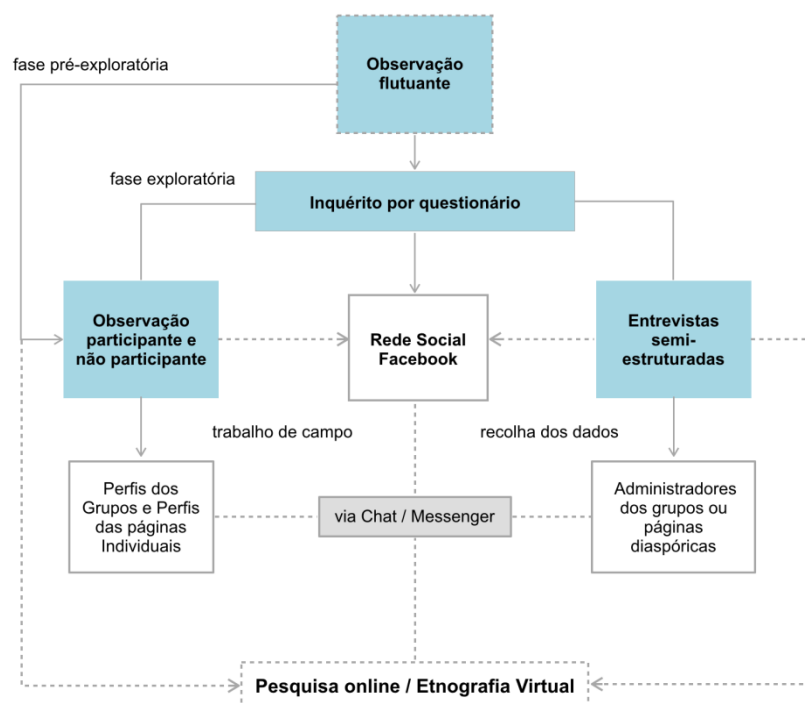 fase pré-exploratória
Observação
flutuante
fase exploratória
Inquérito por questionário
Observação
participante e
não participante
Rede Social
Facebook
Entrevistas
semi-
estruturadas
trabalho de campo
recolha dos dados
Perfis dos
Grupos e Perfis
das páginas
Individuais
via Chat / Messenger
Administradores
dos grupos ou
páginas
diaspóricas
Pesquisa online / Etnografia Virtual